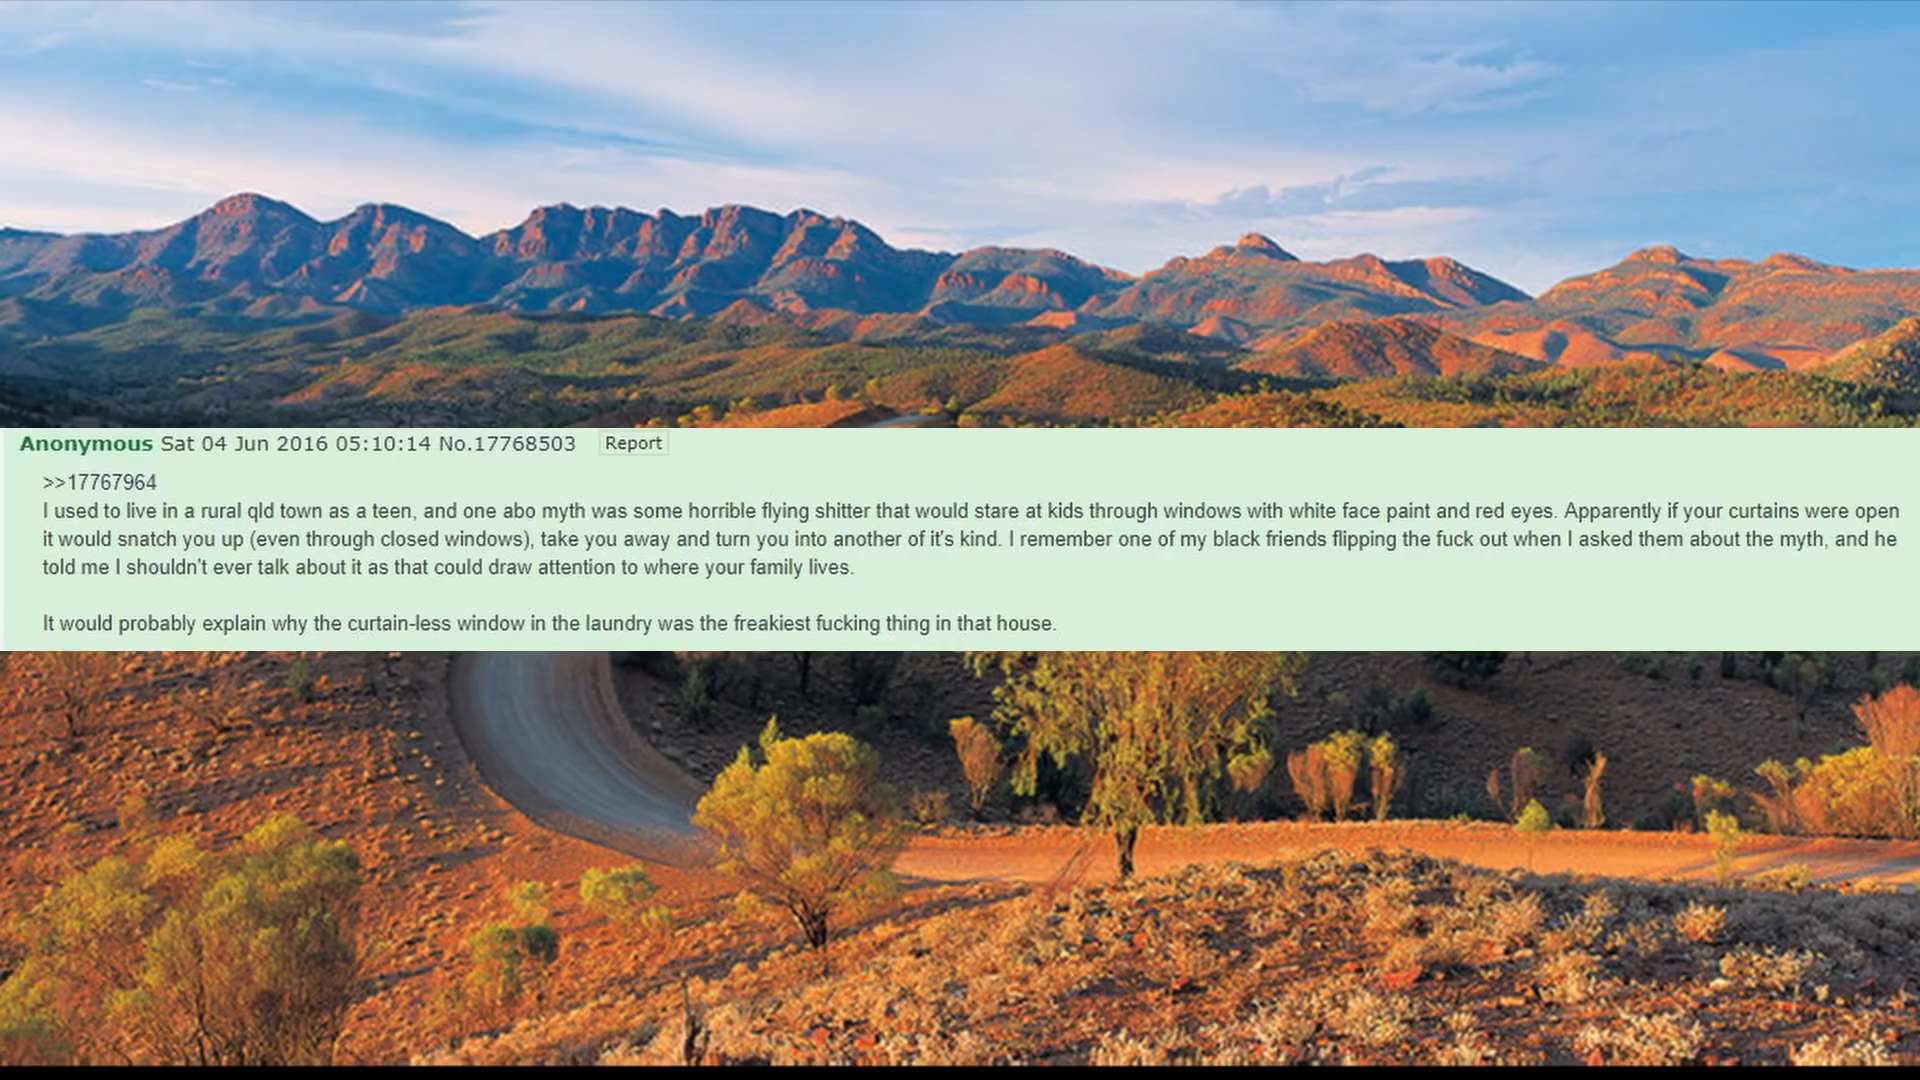 Anonymous Sat 04 Jun 2016 05:10:14 No.17768503 Report
>>17767964
I used to live in a rural qld town as a teen, and one abo myth was some horrible flying shitter that would stare at kids through windows with white face paint and red eyes. Apparently if your curtains were open
it would snatch you up (even through closed windows), take you away and turn you into another of it's kind. I remember one of my black friends flipping the fuck out when I asked them about the myth, and he
told me I shouldn't ever talk about it as that could draw attention to where your family lives.
It would probably explain why the curtain-less window in the laundry was the freakiest fucking thing in that house.